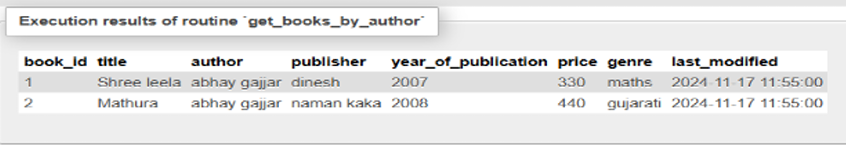 Execution results of routine `get_books_by_author`
book_id title author publisher year_of_publication price genre last_modified
1 Shree leela abhay gajjar dinesh 2007 330 maths 2024-11-17 11:55:00
2 Mathura abhay gajjar naman kaka 2008 440 gujarati 2024-11-17 11:55:00